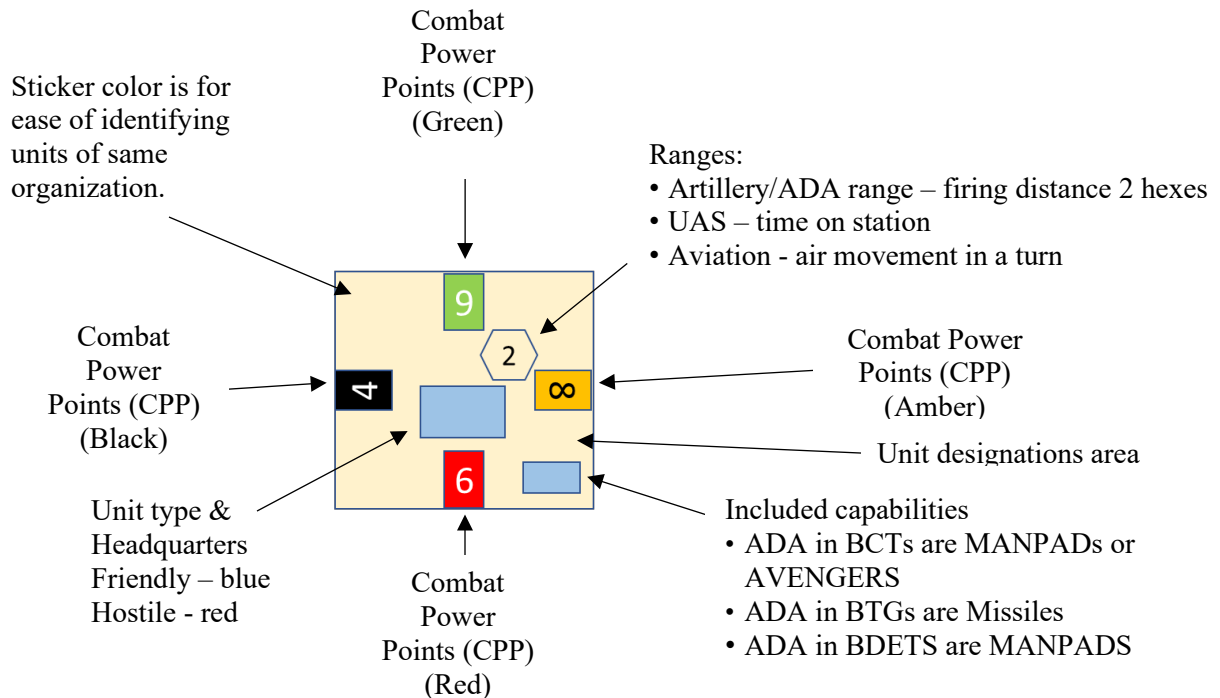 Combat
Power
Points (CPP)
(Green)
Sticker color is for
ease of identifying
units of same
organization.
Ranges:
• Artillery/ADA range – firing distance 2 hexes
• UAS – time on station
• Aviation - air movement in a turn
9
2
4
8
6
Combat
Power
Points (CPP)
(Black)
Combat Power
Points (CPP)
(Amber)
Unit designations area
Unit type &
Headquarters
Friendly – blue
Hostile - red
Combat
Power
Points (CPP)
(Red)
Included capabilities
• ADA in BCTs are MANPADs or
AVENGERS
• ADA in BTGs are Missiles
• ADA in BDETS are MANPADS